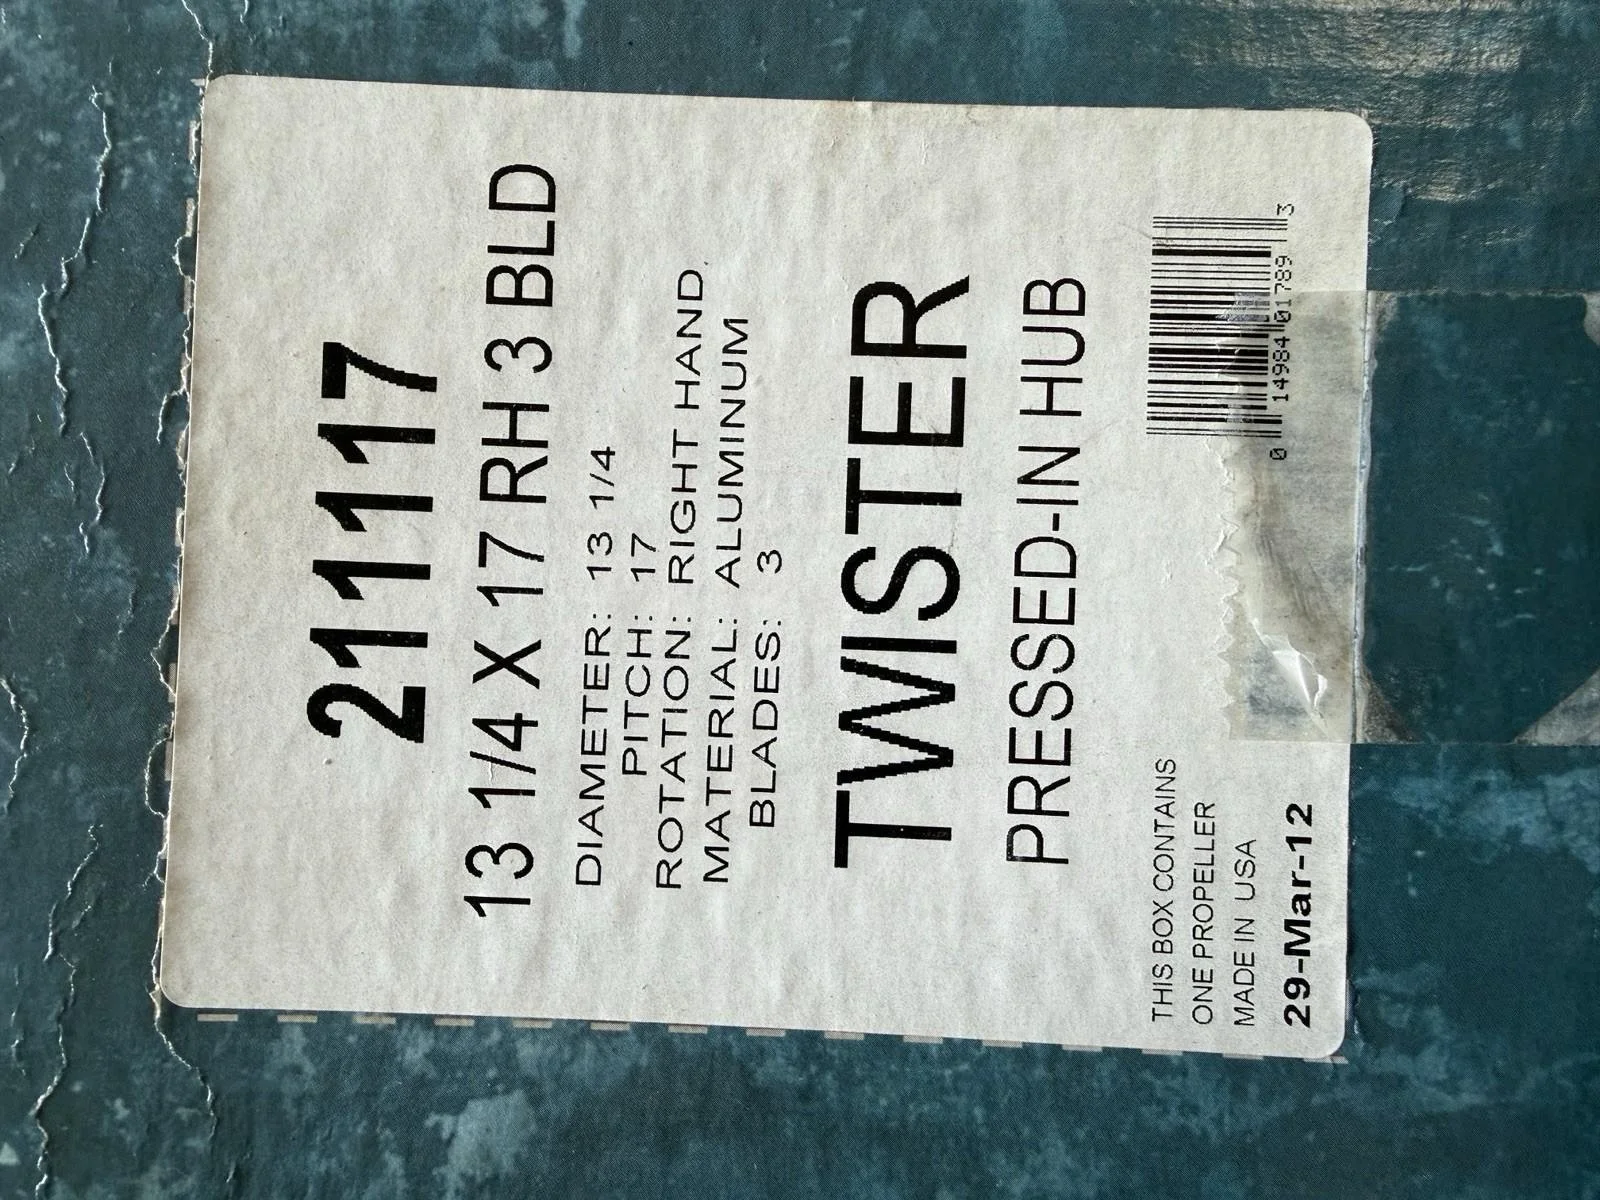 21117
13 1/4 X 17 RH 3 BLD
DIAMETER: 13 1/4
PITCH: 17
ROTATION: RIGHT HAND
MATERIAL: ALUMINUM
BLADES: 3
TWISTER
PRESSED-IN HUB
THIS BOX CONTAINS
ONE PROPELLER
MADE IN USA
29-Mar-12
0 14984 01789 3